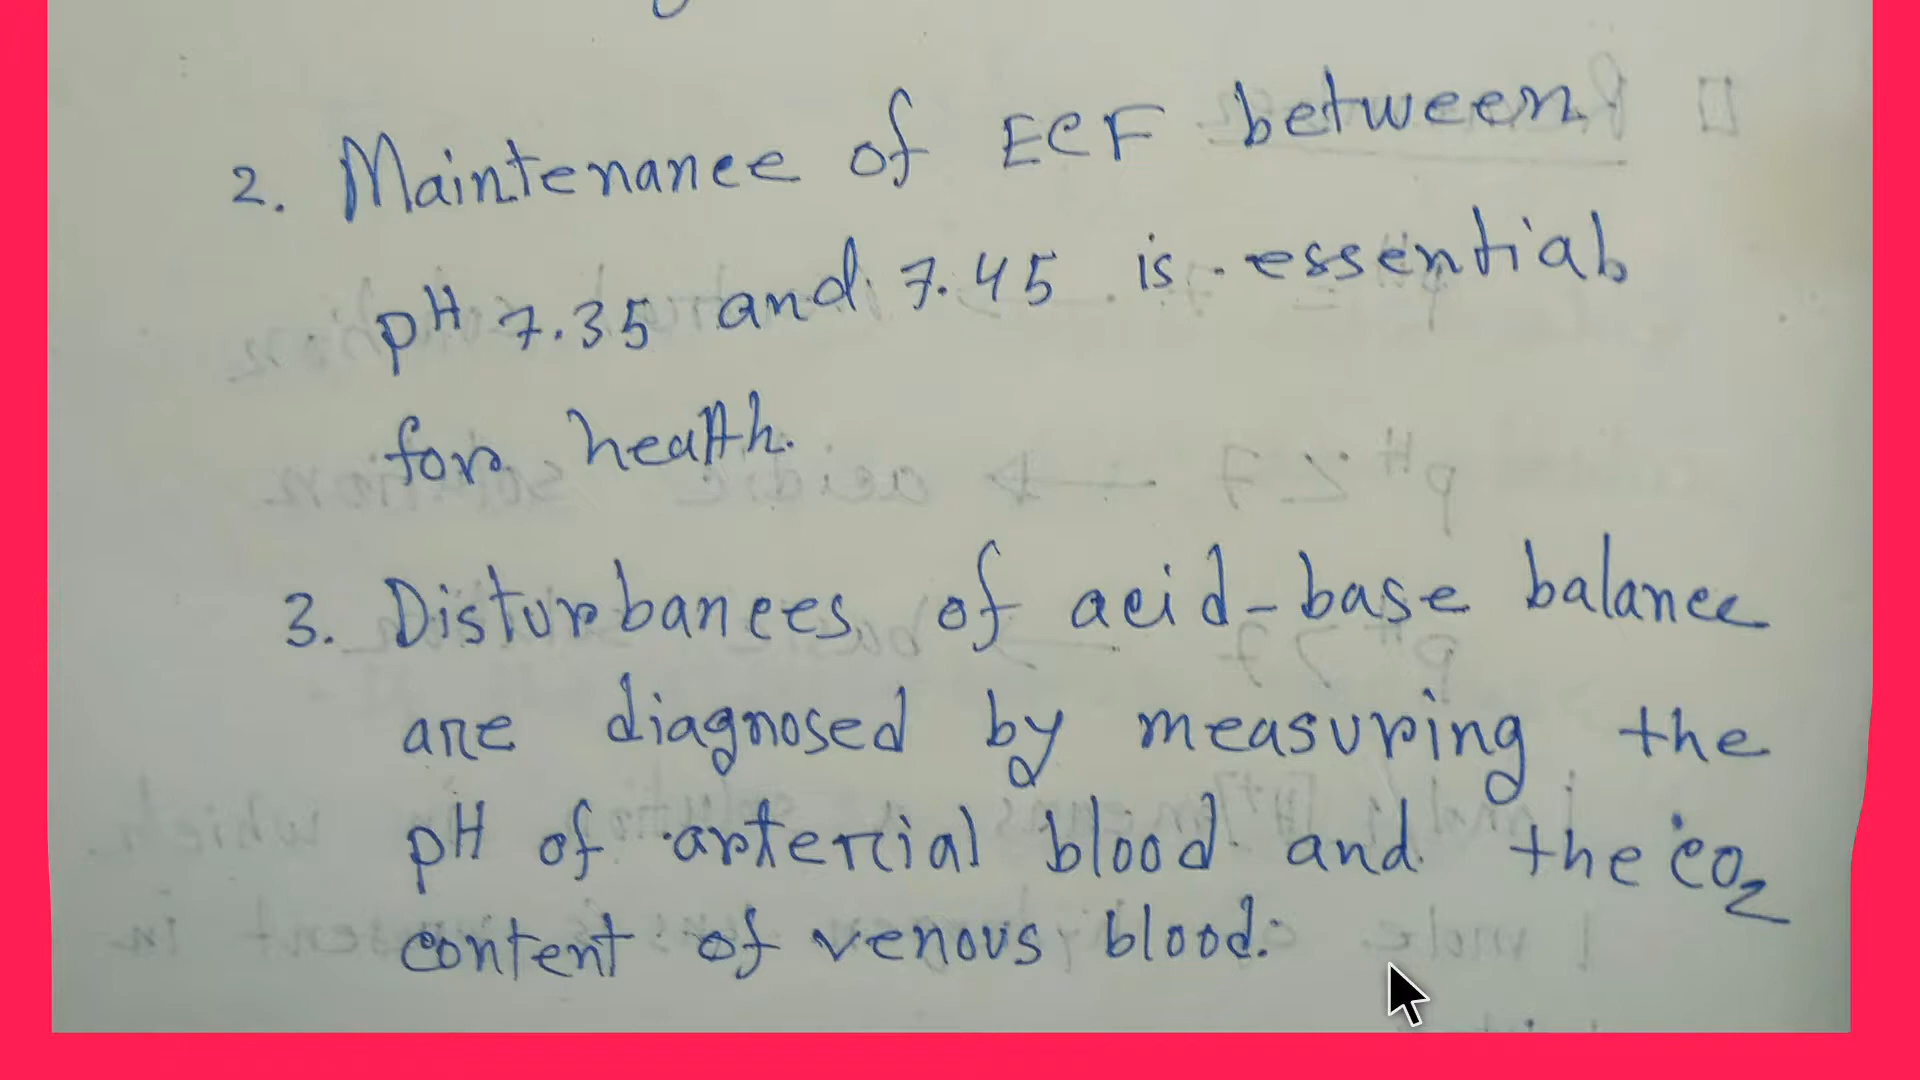 2. Maintenance of ECF between
pH 7.35 and 7.45 is essential
for health.
3. Disturbances of acid-base balance
are diagnosed by measuring the
pH of arterial blood and the CO2
content of venous blood.